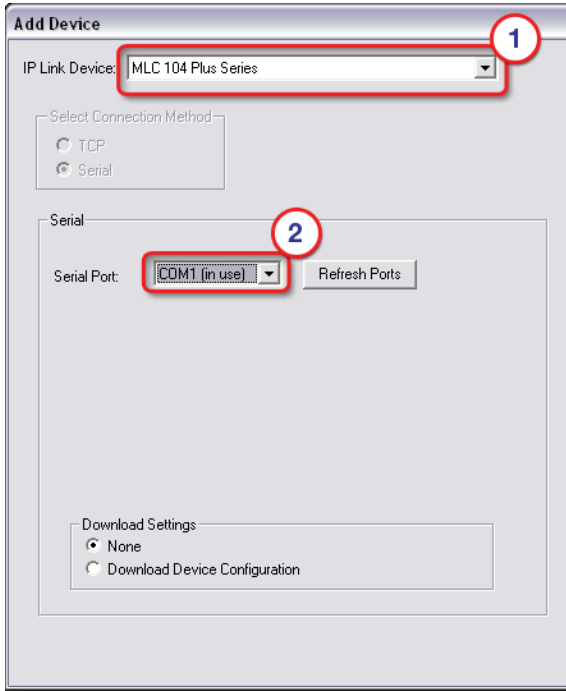 Add Device
1
IP Link Device: MLC 104 Plus Series
Select Connection Method
TCP
Serial
Serial
2
Serial Port: COM1 (in use) Refresh Ports
Download Settings
None
Download Device Configuration